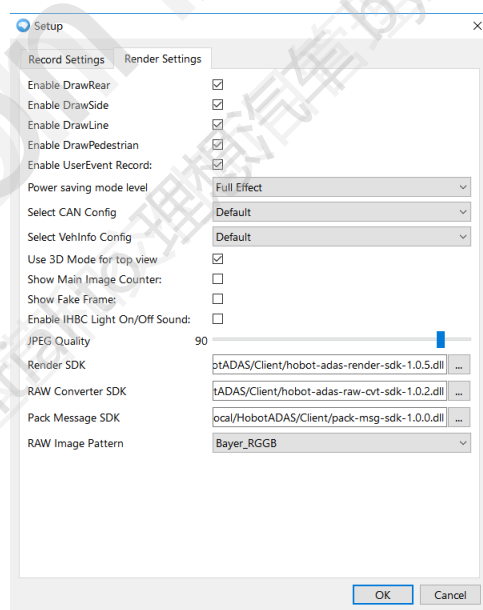 Setup
Record Settings Render Settings
Enable DrawRear
Enable DrawSide
Enable DrawLine
Enable DrawPedestrian
Enable UserEvent Record:
Power saving mode level Full Effect
Select CAN Config Default
Select VehInfo Config Default
Use 3D Mode for top view
Show Main Image Counter:
Show Fake Frame:
Enable IHBC Light On/Off Sound:
JPEG Quality 90
Render SDK otADAS/Client/hobot-adas-render-sdk-1.0.5.dll ...
RAW Converter SDK tADAS/Client/hobot-adas-raw-cvt-sdk-1.0.2.dll ...
Pack Message SDK ocal/HobotADAS/Client/pack-msg-sdk-1.0.0.dll ...
RAW Image Pattern Bayer_RGGB
OK Cancel
理想汽车